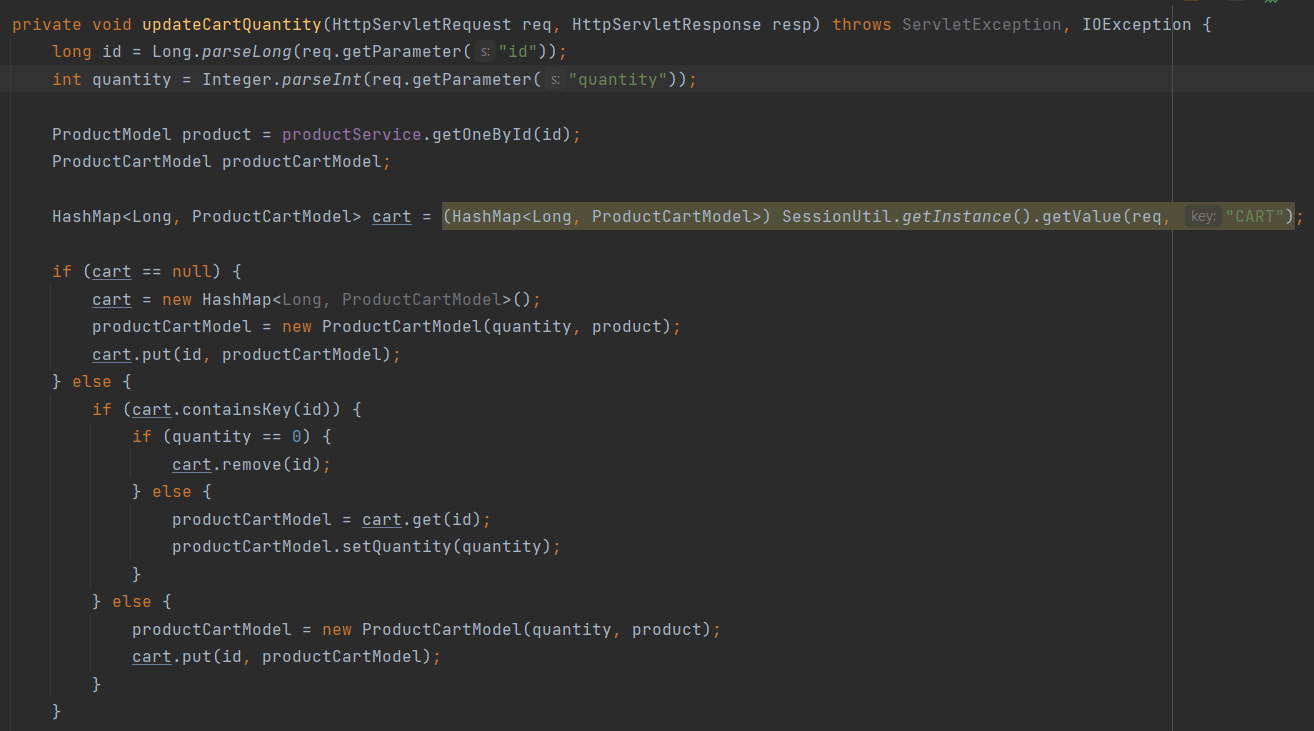 private void updateCartQuantity(HttpServletRequest req, HttpServletResponse resp) throws ServletException, IOException {
    long id = Long.parseLong(req.getParameter( s: "id"));
    int quantity = Integer.parseInt(req.getParameter( s: "quantity"));
    ProductModel product = productService.getOneById(id);
    ProductCartModel productCartModel;
    HashMap<Long, ProductCartModel> cart = (HashMap<Long, ProductCartModel>) SessionUtil.getInstance().getValue(req, key: "CART");
    if (cart == null) {
        cart = new HashMap<Long, ProductCartModel>();
        productCartModel = new ProductCartModel(quantity, product);
        cart.put(id, productCartModel);
    } else {
        if (cart.containsKey(id)) {
            if (quantity == 0) {
                cart.remove(id);
            } else {
                productCartModel = cart.get(id);
                productCartModel.setQuantity(quantity);
            }
        } else {
            productCartModel = new ProductCartModel(quantity, product);
            cart.put(id, productCartModel);
        }
    }